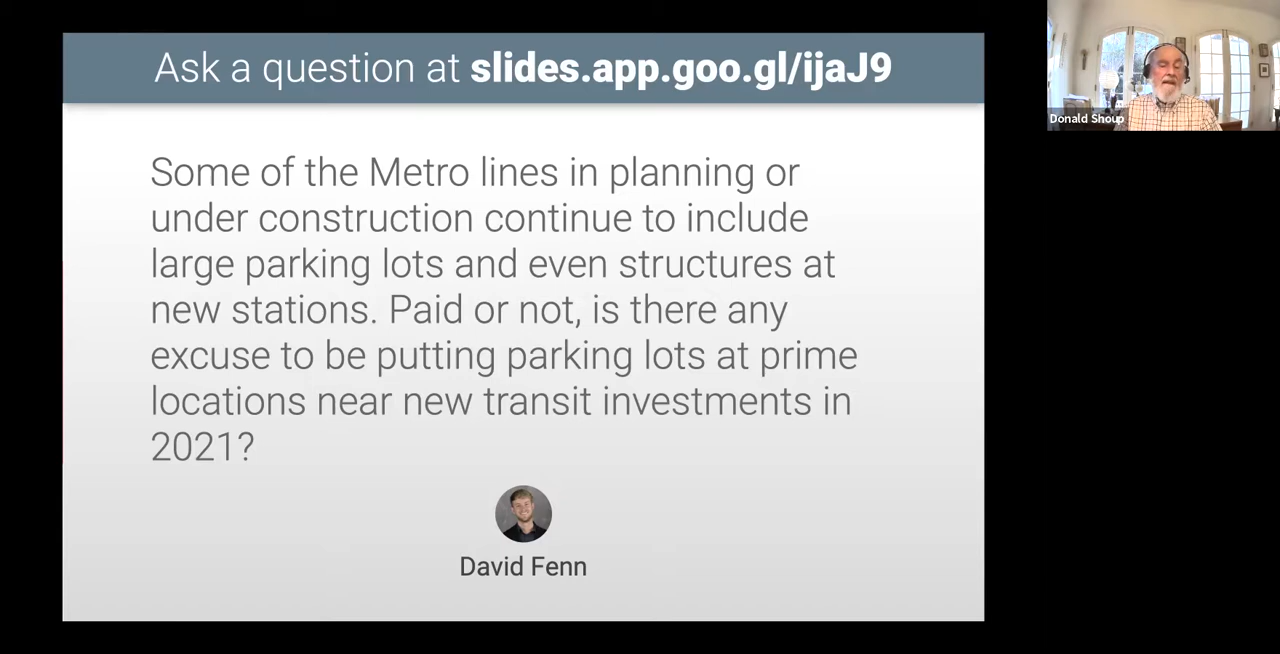 Ask a question at slides.app.goo.gl/ijaJ9
Donald Shoup
Some of the Metro lines in planning or
under construction continue to include
large parking lots and even structures at
new stations. Paid or not, is there any
excuse to be putting parking lots at prime
locations near new transit investments in
2021?
David Fenn